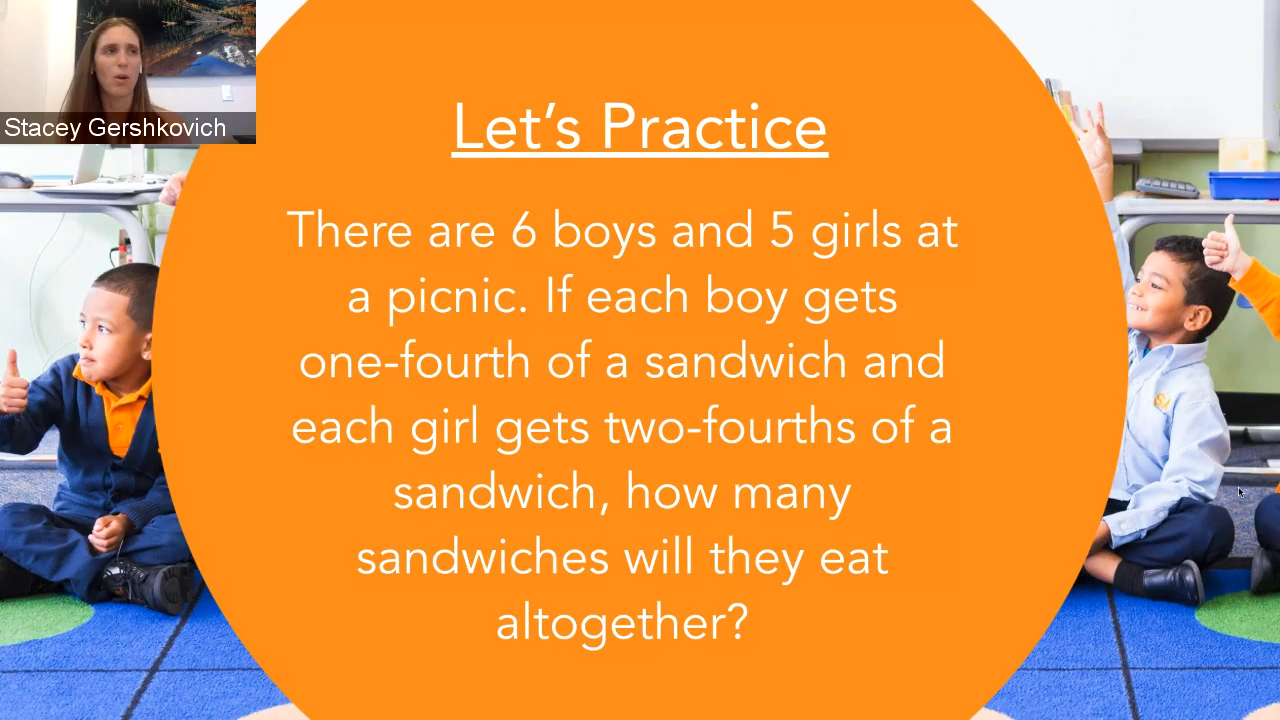 Stacey Gershkovich
Let's Practice
There are 6 boys and 5 girls at
a picnic. If each boy gets
one-fourth of a sandwich and
each girl gets two-fourths of a
sandwich, how many
sandwiches will they eat
altogether?